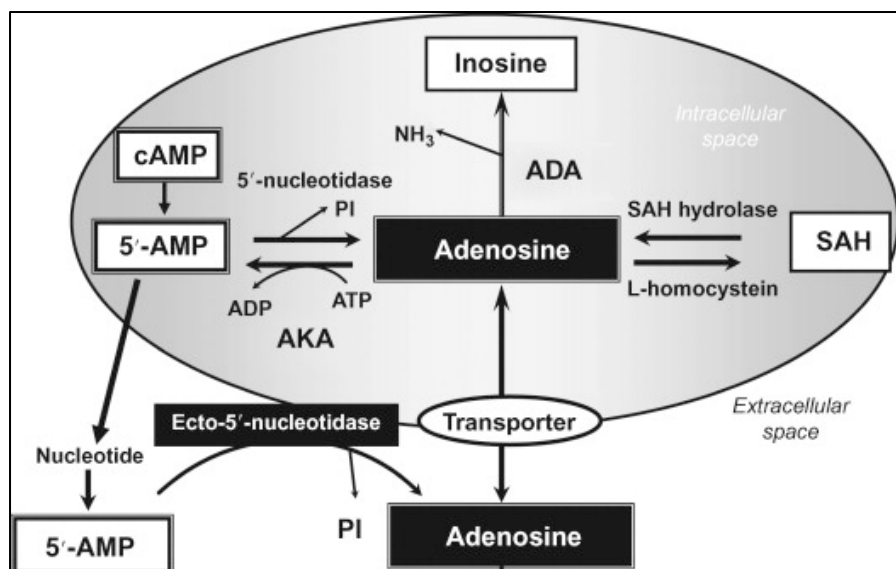 Inosine
Intracellular
space
NH₃
cAMP
ADA
5′-nucleotidase
PI
SAH hydrolase
5′-AMP
Adenosine
SAH
ADP
ATP
L-homocystein
AKA
Extracellular
space
Ecto-5′-nucleotidase
Transporter
Nucleotide
5′-AMP
PI
Adenosine